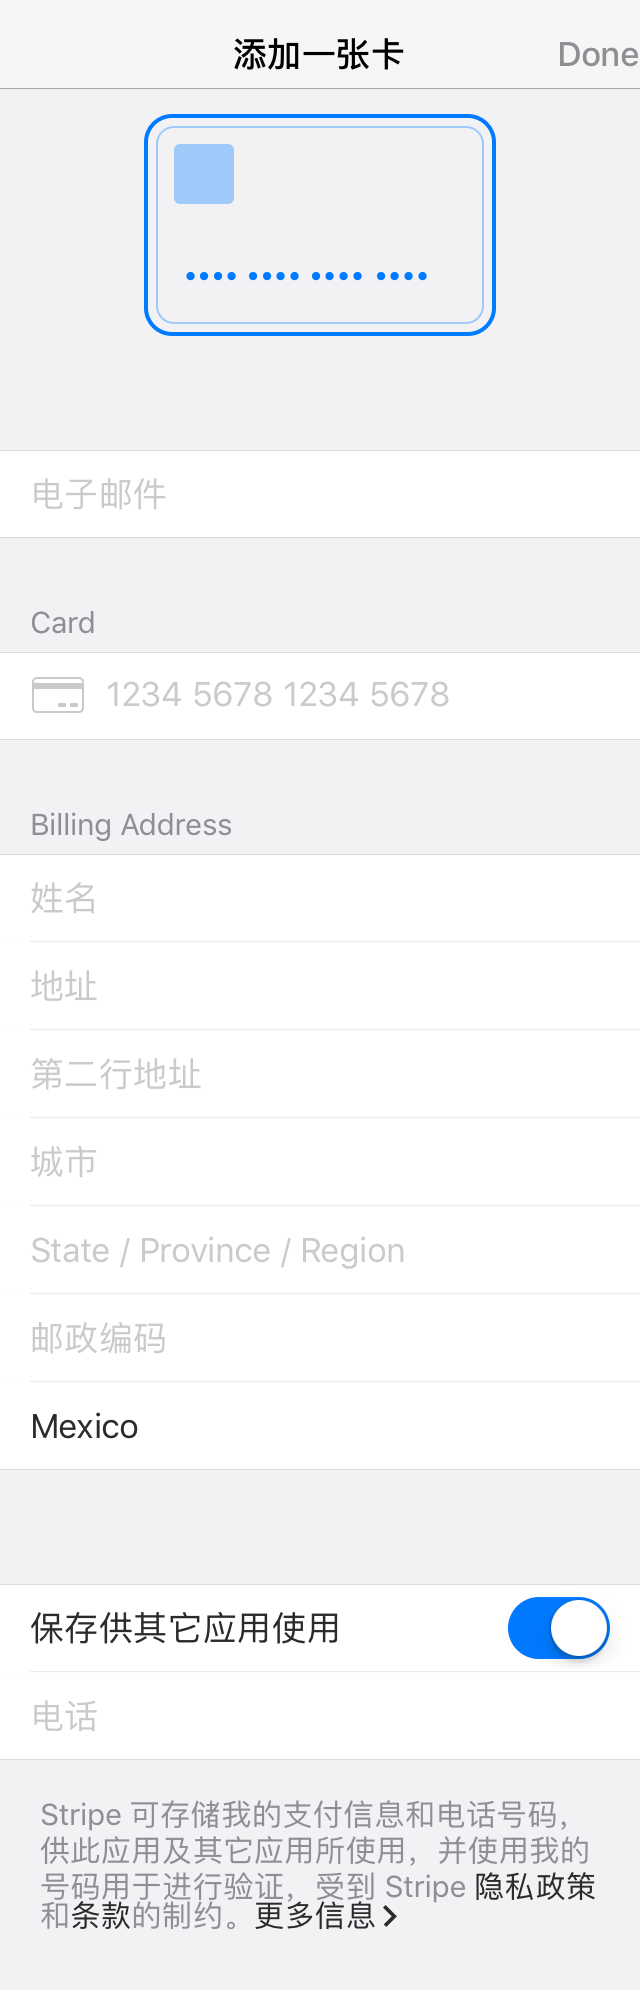 添加一张卡
Done
•••• •••• •••• ••••
电子邮件
Card
1234 5678 1234 5678
Billing Address
姓名
地址
第二行地址
城市
State / Province / Region
邮政编码
Mexico
保存供其它应用使用
电话
Stripe 可存储我的支付信息和电话号码，
供此应用及其它应用所使用，并使用我的
号码用于进行验证，受到 Stripe 隐私政策
和条款的制约。更多信息